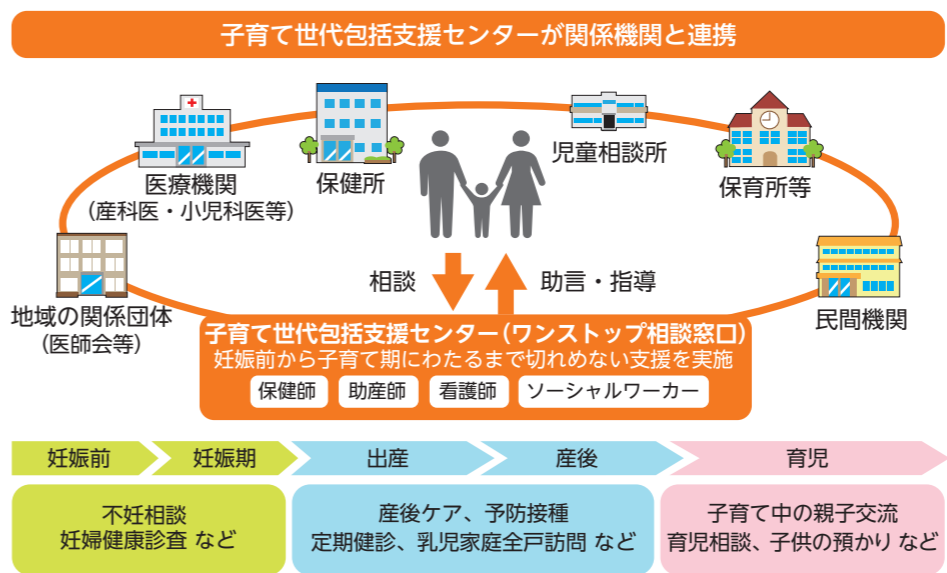 子育て世代包括支援センターが関係機関と連携
医療機関
（産科医・小児科医等）
保健所
児童相談所
保育所等
地域の関係団体
（医師会等）
民間機関
相談
助言・指導
子育て世代包括支援センター（ワンストップ相談窓口）
妊娠前から子育て期にわたるまで切れめない支援を実施
保健師
助産師
看護師
ソーシャルワーカー
妊娠前
妊娠期
出産
産後
育児
不妊相談
妊婦健康診査 など
産後ケア、予防接種
定期健診、乳児家庭全戸訪問 など
子育て中の親子交流
育児相談、子供の預かり など